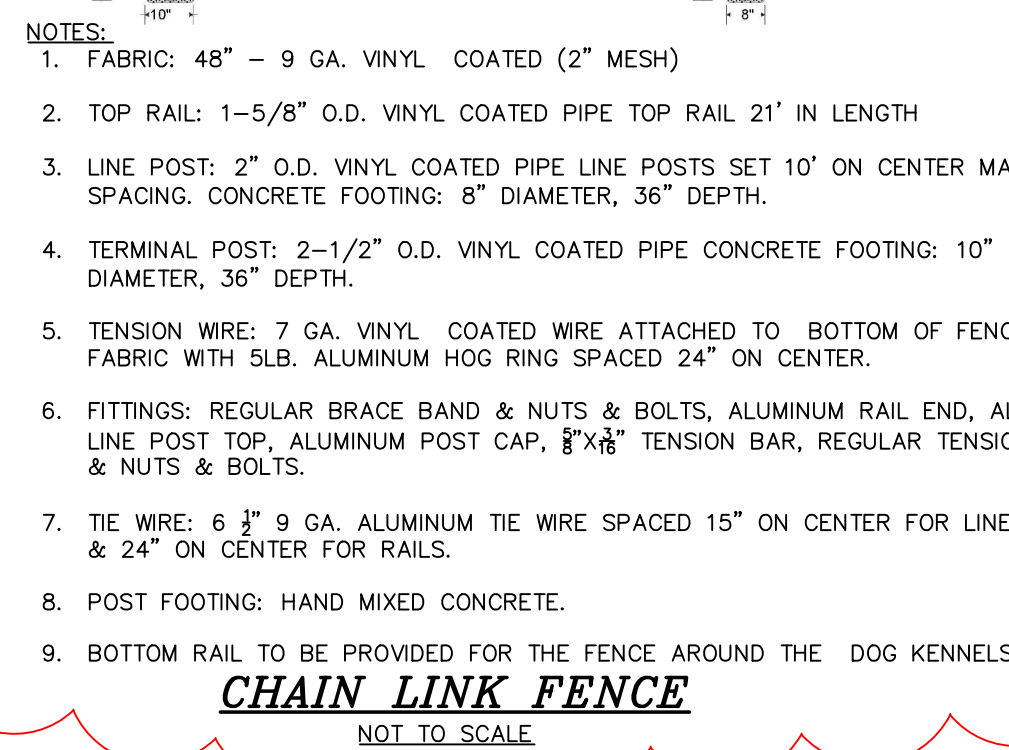 10" 8"
NOTES:
1. FABRIC: 48" – 9 GA. VINYL COATED (2" MESH)
2. TOP RAIL: 1–5/8" O.D. VINYL COATED PIPE TOP RAIL 21' IN LENGTH
3. LINE POST: 2" O.D. VINYL COATED PIPE LINE POSTS SET 10' ON CENTER
SPACING. CONCRETE FOOTING: 8" DIAMETER, 36" DEPTH.
4. TERMINAL POST: 2–1/2" O.D. VINYL COATED PIPE CONCRETE FOOTING: 10"
DIAMETER, 36" DEPTH.
5. TENSION WIRE: 7 GA. VINYL COATED WIRE ATTACHED TO BOTTOM OF
FABRIC WITH 5LB. ALUMINUM HOG RING SPACED 24" ON CENTER.
6. FITTINGS: REGULAR BRACE BAND & NUTS & BOLTS, ALUMINUM RAIL END,
LINE POST TOP, ALUMINUM POST CAP, 5/8"X3/16" TENSION BAR, REGULAR
& NUTS & BOLTS.
7. TIE WIRE: 6 1/2" 9 GA. ALUMINUM TIE WIRE SPACED 15" ON CENTER FOR LINE
& 24" ON CENTER FOR RAILS.
8. POST FOOTING: HAND MIXED CONCRETE.
9. BOTTOM RAIL TO BE PROVIDED FOR THE FENCE AROUND THE DOG KENNELS
CHAIN LINK FENCE
NOT TO SCALE